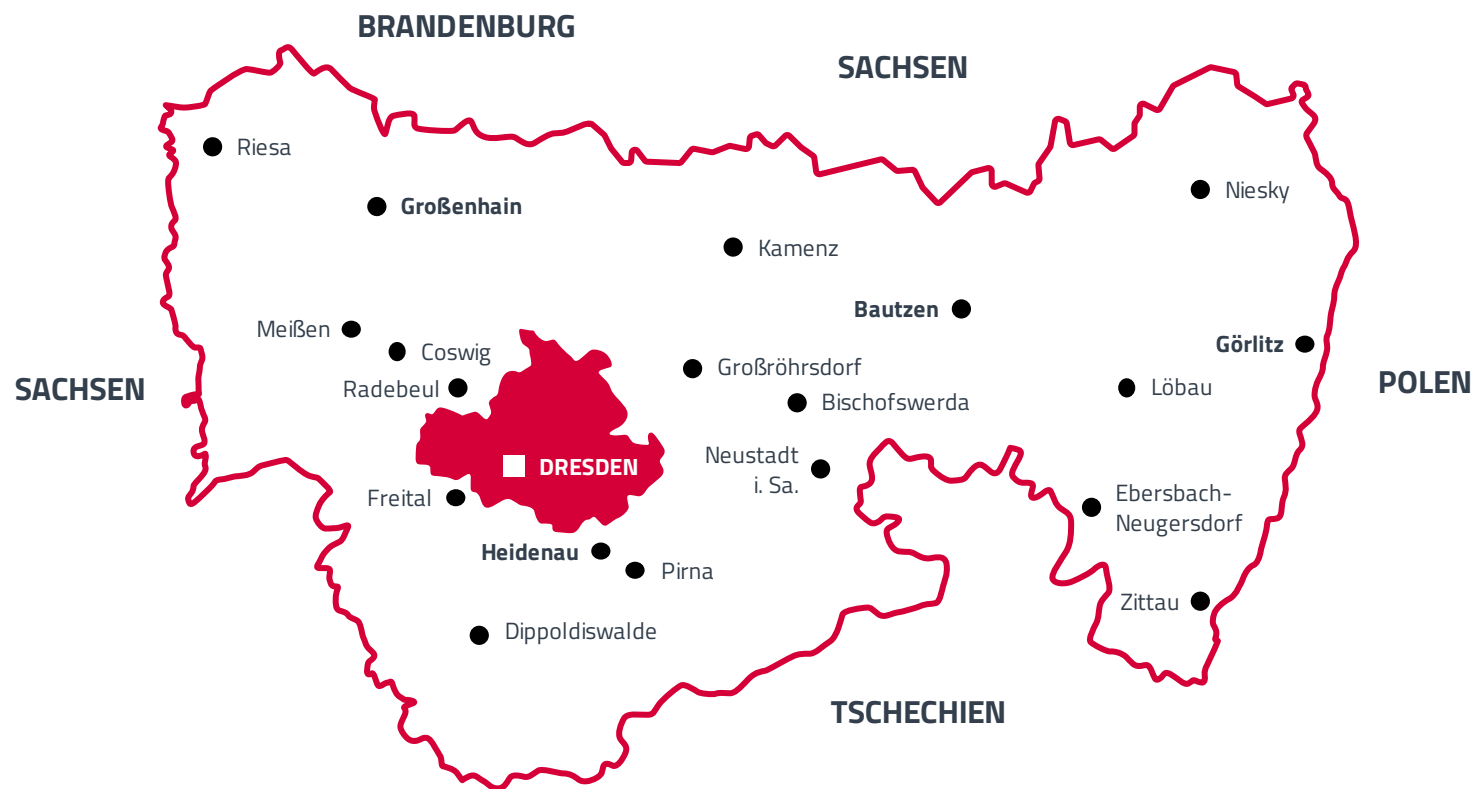 BRANDENBURG
SACHSEN
Riesa
Großenhain
Niesky
Kamenz
Bautzen
Meißen
Görlitz
Coswig
Großröhrsdorf
SACHSEN
Radebeul
POLEN
Löbau
Bischofswerda
Neustadt
i. Sa.
DRESDEN
Freital
Ebersbach-
Neugersdorf
Heidenau
Pirna
Zittau
Dippoldiswalde
TSCHECHIEN